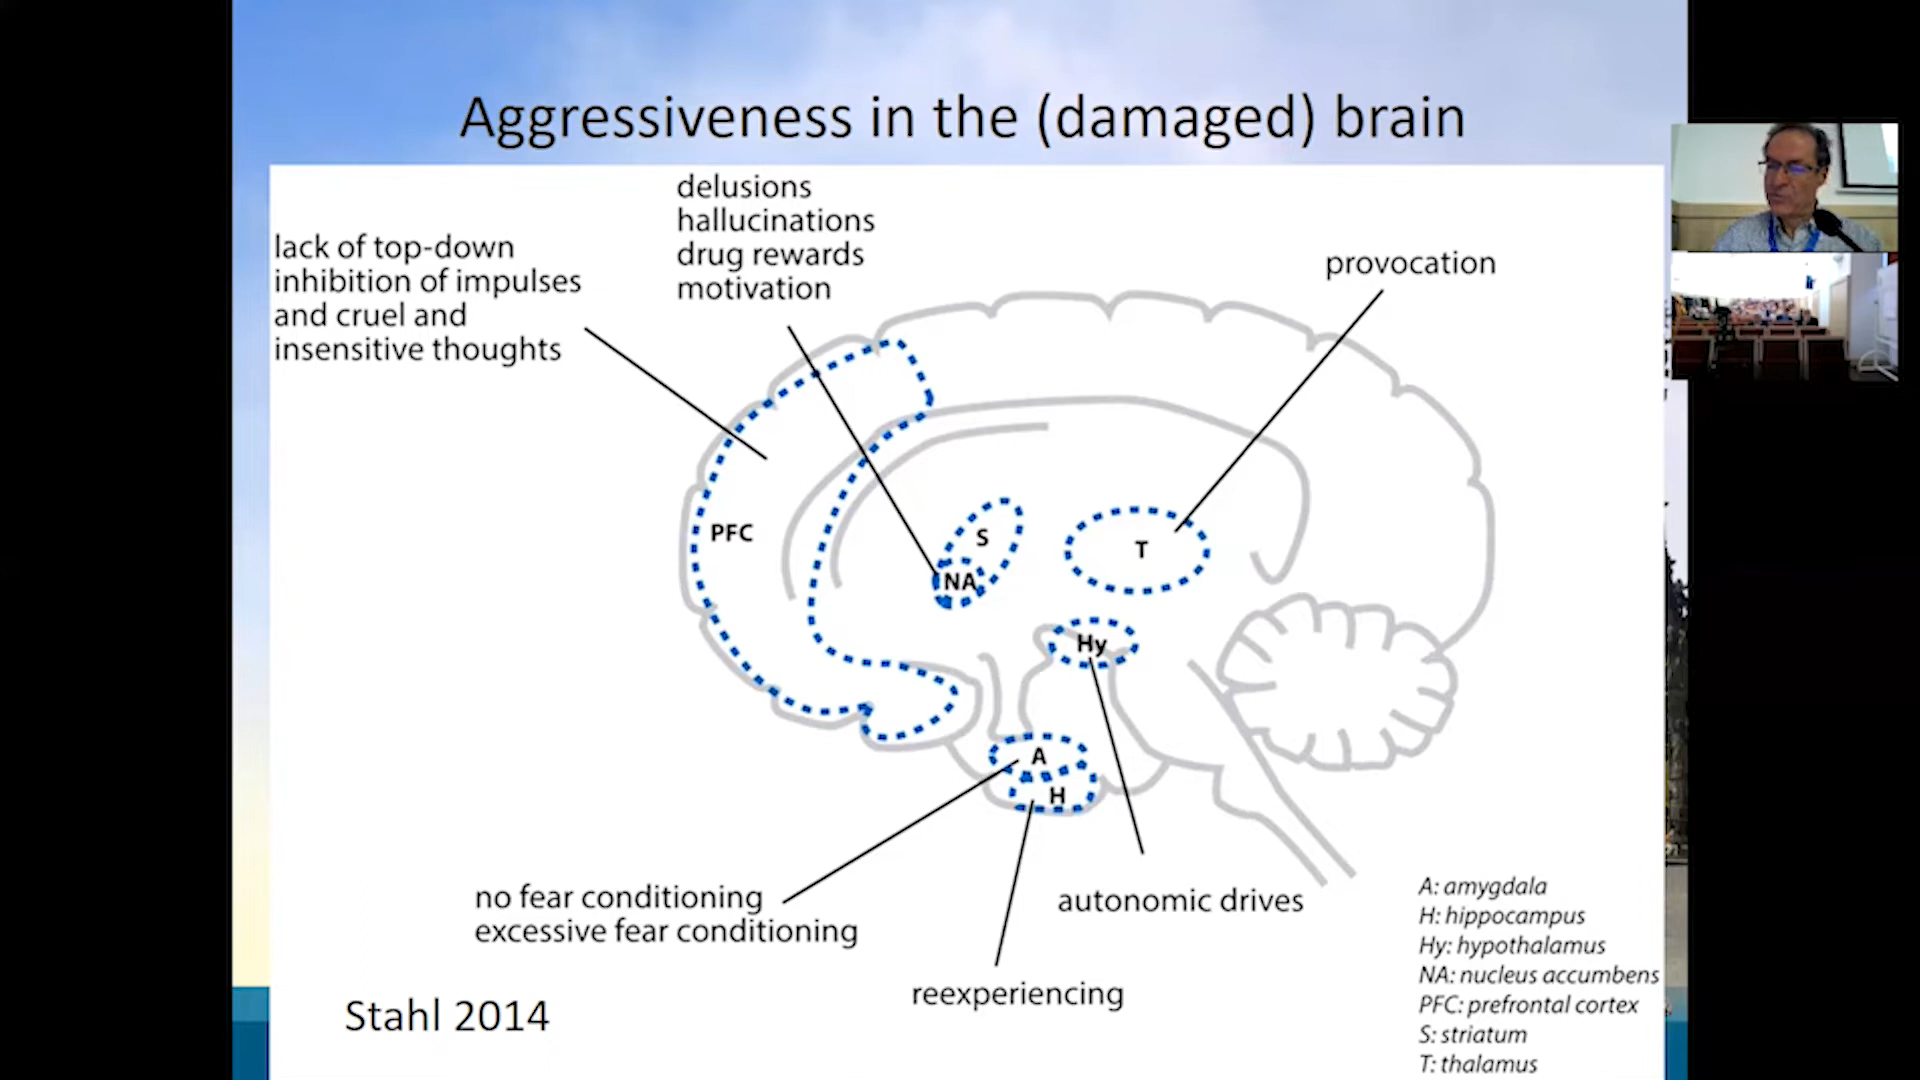 Aggressiveness in the (damaged) brain
delusions
hallucinations
drug rewards
motivation
lack of top-down
inhibition of impulses
and cruel and
insensitive thoughts
provocation
PFC
S
NA
T
Hy
A
H
no fear conditioning
excessive fear conditioning
autonomic drives
reexperiencing
Stahl 2014
A: amygdala
H: hippocampus
Hy: hypothalamus
NA: nucleus accumbens
PFC: prefrontal cortex
S: striatum
T: thalamus